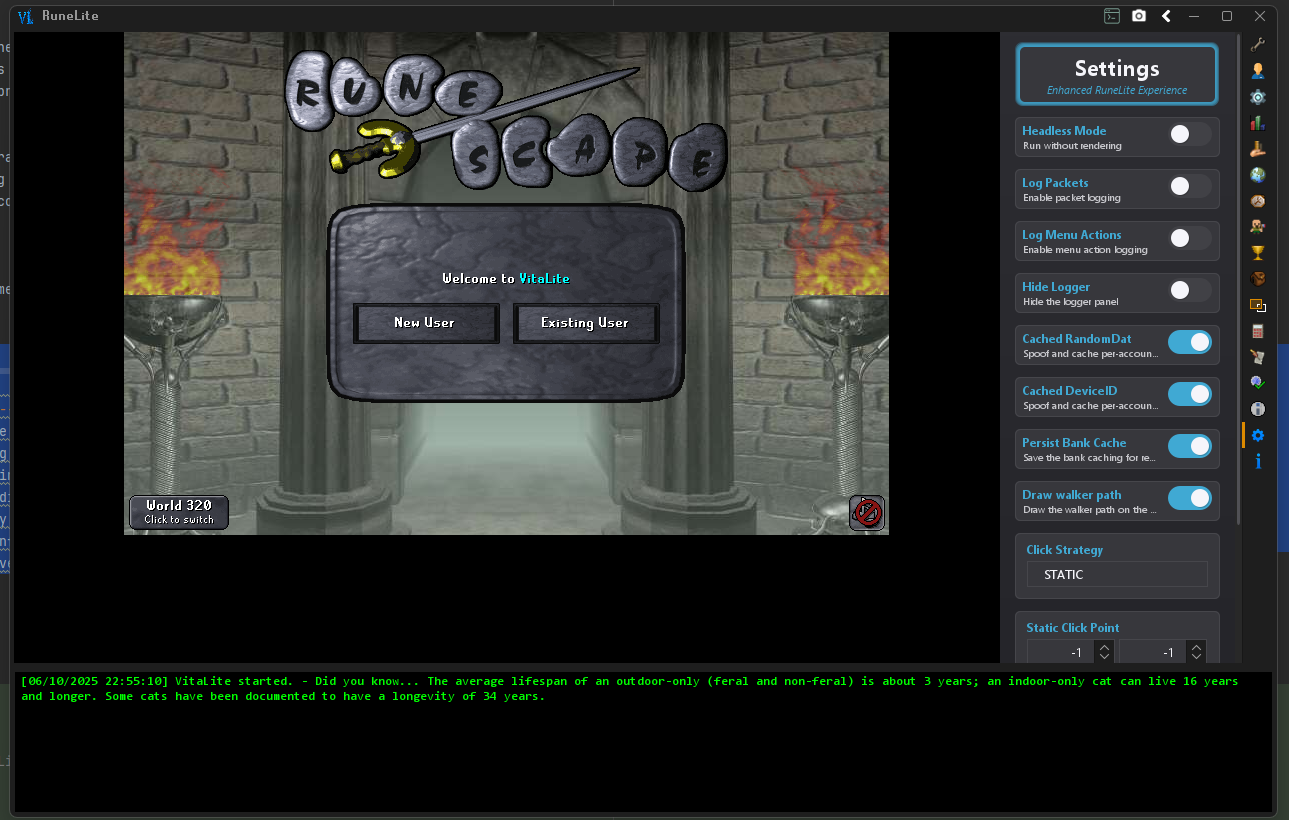 RuneLite
RUNE
SCAPE
Welcome to VitaLite
New User
Existing User
World 320
Click to switch
Settings
Enhanced RuneLite Experience
Headless Mode
Run without rendering
Log Packets
Enable packet logging
Log Menu Actions
Enable menu action logging
Hide Logger
Hide the logger panel
Cached RandomDat
Spoof and cache per-accoun...
Cached DeviceID
Spoof and cache per-accoun...
Persist Bank Cache
Save the bank caching for re...
Draw walker path
Draw the walker path on the ...
Click Strategy
STATIC
Static Click Point
-1
-1
[06/10/2025 22:55:10] VitaLite started. - Did you know... The average lifespan of an outdoor-only (feral and non-feral) is about 3 years; an indoor-only cat can live 16 years
and longer. Some cats have been documented to have a longevity of 34 years.